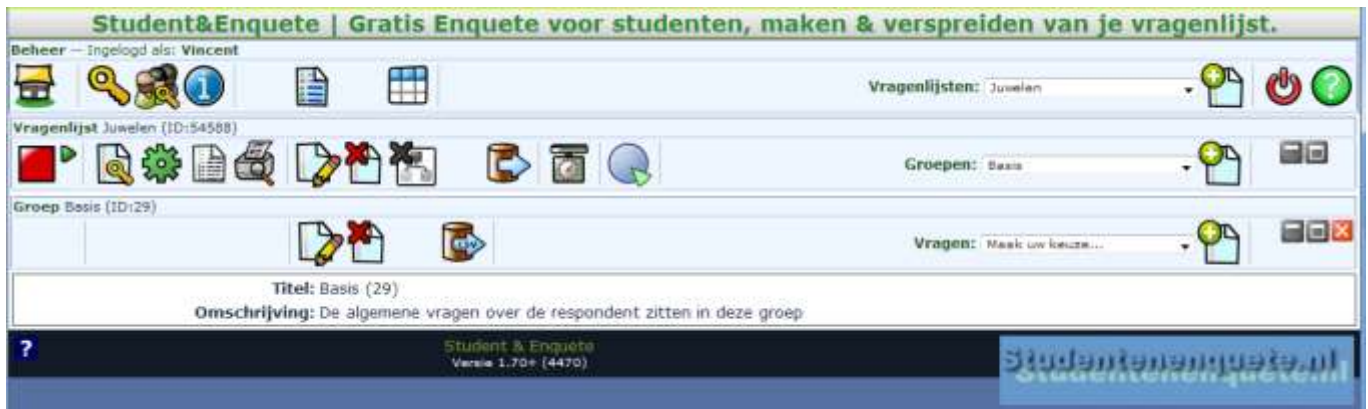 Student&Enquete | Gratis Enquete voor studenten, maken & verspreiden van je vragenlijst.
Beheer -- Ingelogd als: Vincent
Vragenlijsten: Juwelen
Vragenlijst Juwelen (ID:54588)
Groepen: Basis
Groep Basis (ID:29)
CSV
Vragen: Maak uw keuze...
Titel: Basis (29)
Omschrijving: De algemene vragen over de respondent zitten in deze groep
?
Student & Enquete
Versie 1.70+ (4470)
Studentenenquete.nl